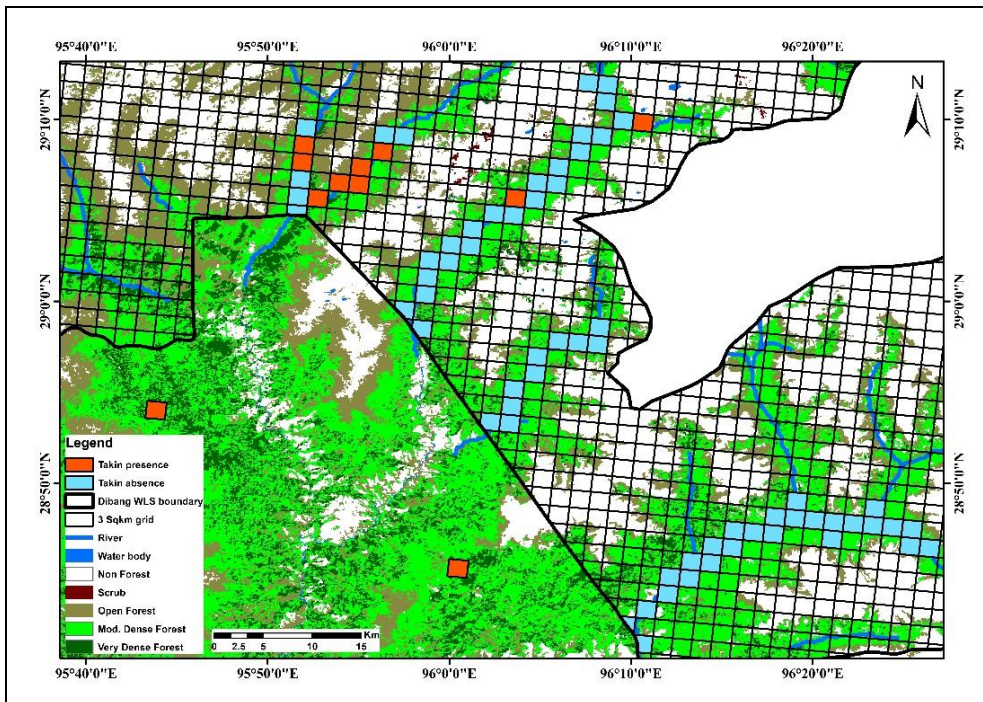 95°40'0"E 95°50'0"E 96°0'0"E 96°10'0"E 96°20'0"E
N
29°10'0"N 29°10'0"N
29°0'0"N 29°0'0"N
28°50'0"N 28°50'0"N
Legend
Takin presence
Takin absence
Dibang WLS boundary
3 Sqkm grid
River
Water body
Non Forest
Scrub
Open Forest
Mod. Dense Forest
Very Dense Forest
Km
0 2.5 5 10 15
95°40'0"E 95°50'0"E 96°0'0"E 96°10'0"E 96°20'0"E